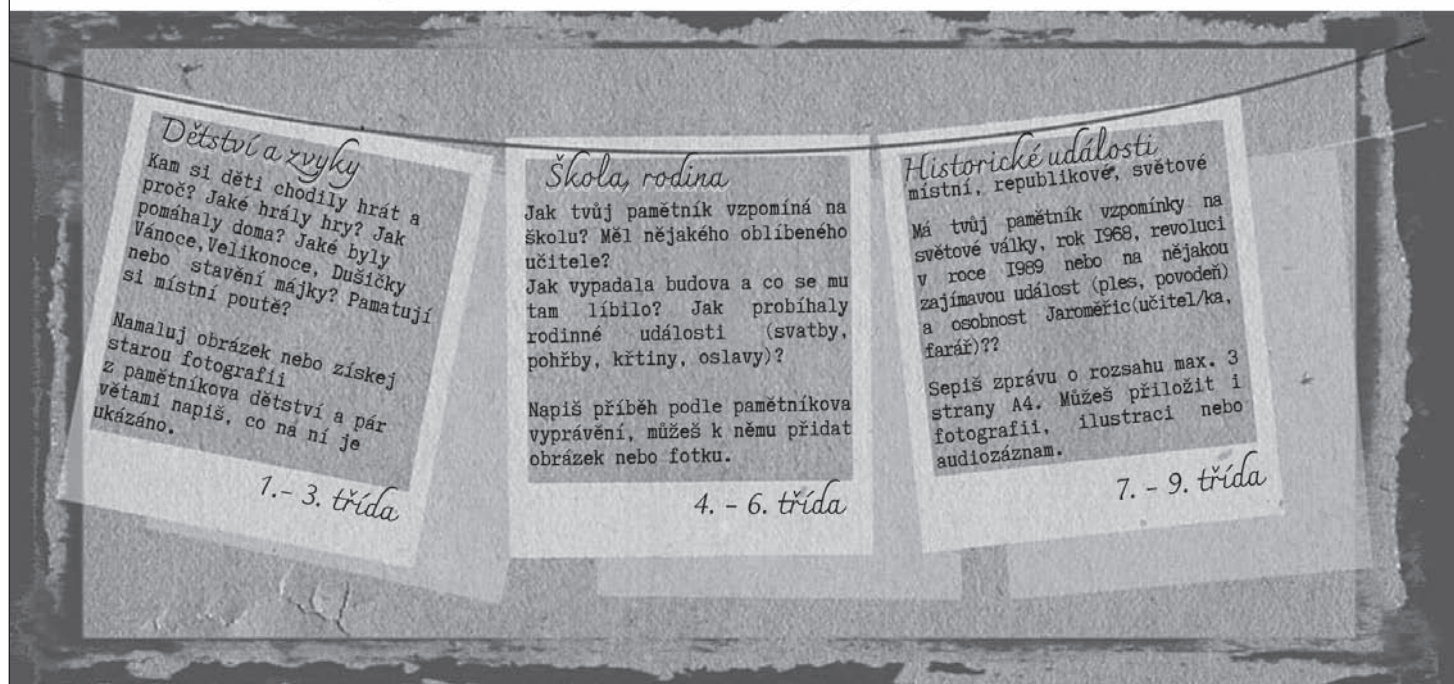 Dětství a zvyky
Kam si děti chodily hrát a
proč? Jaké hrály hry? Jak
pomáhaly doma? Jaké byly
Vánoce,Velikonoce, Dušičky
nebo stavění májky? Pamatují
si místní poutě?
Namaluj obrázek nebo získej
starou fotografii
z pamětníkova dětství a pár
větami napiš, co na ní je
ukázáno.
1.- 3. třída
Škola, rodina
Jak tvůj pamětník vzpomíná na
školu? Měl nějakého oblíbeného
učitele?
Jak vypadala budova a co se mu
tam líbilo? Jak probíhaly
rodinné události (svatby,
pohřby, křtiny, oslavy)?
Napiš příběh podle pamětníkova
vyprávění, můžeš k němu přidat
obrázek nebo fotku.
4. - 6. třída
Historické události
místní, republikové, světové
Má tvůj pamětník vzpomínky na
světové války, rok I968, revoluci
v roce I989 nebo na nějakou
zajímavou událost (ples, povodeň)
a osobnost Jaroměřic(učitel/ka,
farář)??
Sepiš zprávu o rozsahu max. 3
strany A4. Můžeš přiložit i
fotografii, ilustraci nebo
audiozáznam.
7. - 9. třída